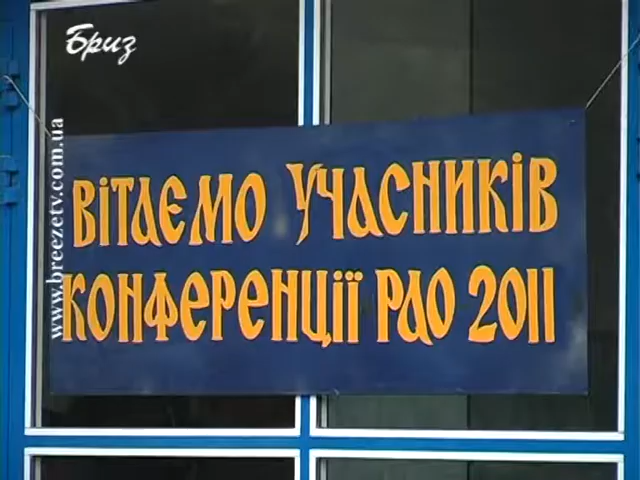 Бриз
www.breezetv.com.ua
ВІТАЄМО УЧАСНИКІВ
КОНФЕРЕНЦІЇ РАО 2011